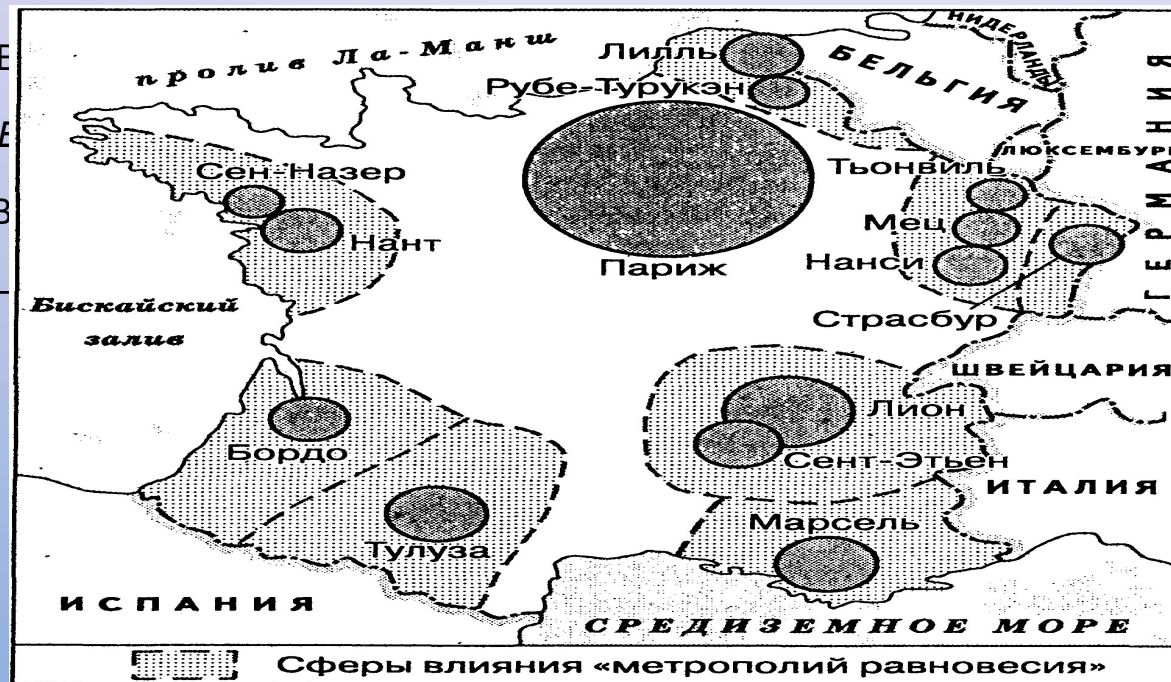 пролив Ла-Манш
НИДЕРЛАНДЫ
Лилль
БЕЛЬГИЯ
Рубе-Турукэн
ГЕРМАНИЯ
ЛЮКСЕМБУРГ
Тьонвиль
Сен-Назер
Мец
Нант
Нанси
Париж
Бискайский
залив
Страсбур
ШВЕЙЦАРИЯ
Лион
Бордо
Сент-Этьен
ИТАЛИЯ
Марсель
Тулуза
ИСПАНИЯ
СРЕДИЗЕМНОЕ МОРЕ
Сферы влияния «метрополий равновесия»